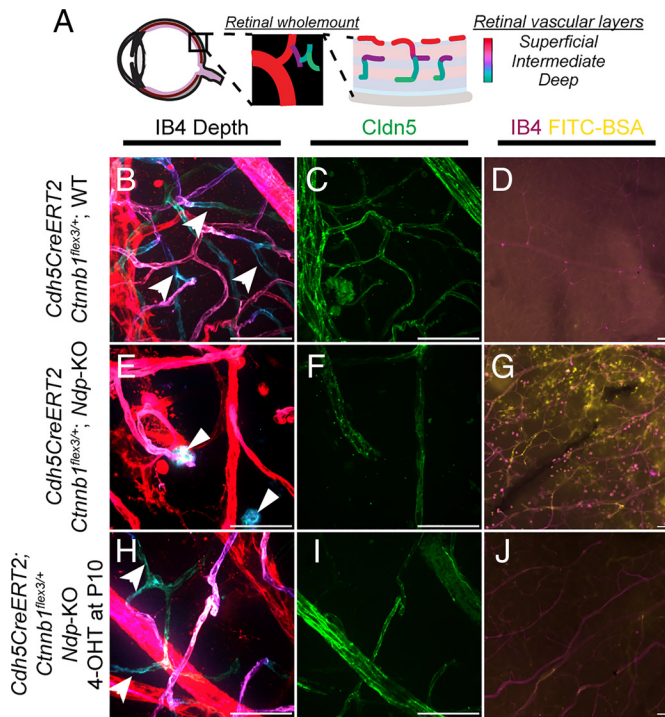 A
Retinal wholemount
Retinal vascular layers
Superficial
Intermediate
Deep
IB4 Depth
Cldn5
IB4 FITC-BSA
Cdh5CreERT2
Ctnnb1flex3/+; WT
B
C
D
Cdh5CreERT2
Ctnnb1flex3/+; Ndp-KO
E
F
G
Cdh5CreERT2;
Ctnnb1flex3/+
Ndp-KO
4-OHT at P10
H
I
J